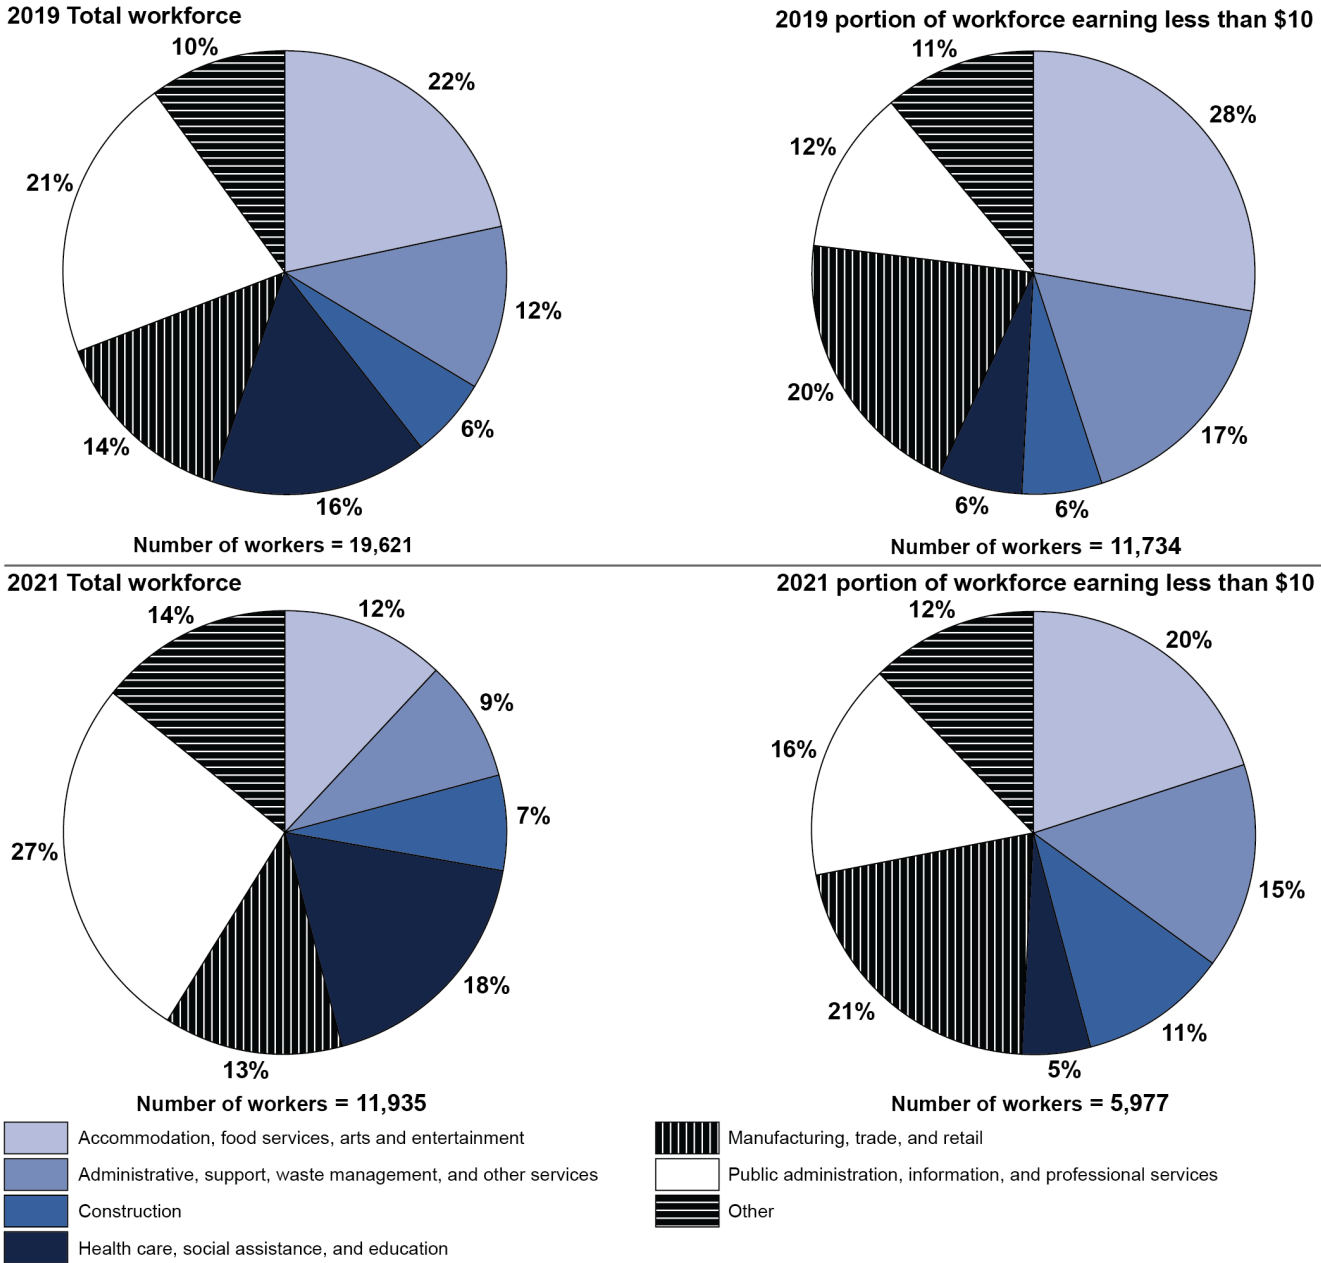 2019 Total workforce
10%
22%
21%
12%
6%
14%
16%
Number of workers = 19,621
2019 portion of workforce earning less than $10
11%
28%
12%
20%
17%
6%
6%
Number of workers = 11,734
2021 Total workforce
14%
12%
9%
7%
27%
18%
13%
Number of workers = 11,935
2021 portion of workforce earning less than $10
12%
20%
16%
15%
21%
11%
5%
Number of workers = 5,977
Accommodation, food services, arts and entertainment
Administrative, support, waste management, and other services
Construction
Health care, social assistance, and education
Manufacturing, trade, and retail
Public administration, information, and professional services
Other